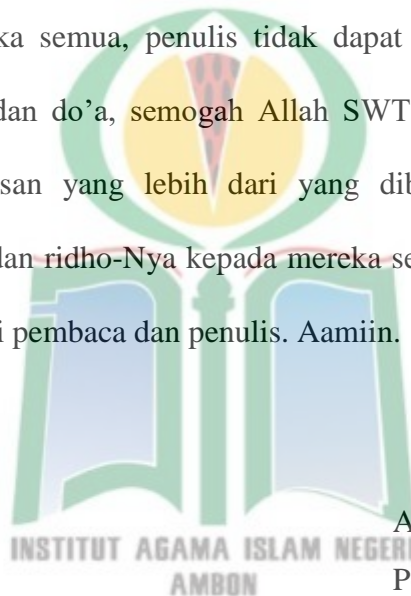 ka semua, penulis tidak dapat
dan do’a, semogah Allah SWT
san yang lebih dari yang dib
dan ridho-Nya kepada mereka se
i pembaca dan penulis. Aamiin.
A
INSTITUT AGAMA ISLAM NEGERI
AMBON
P